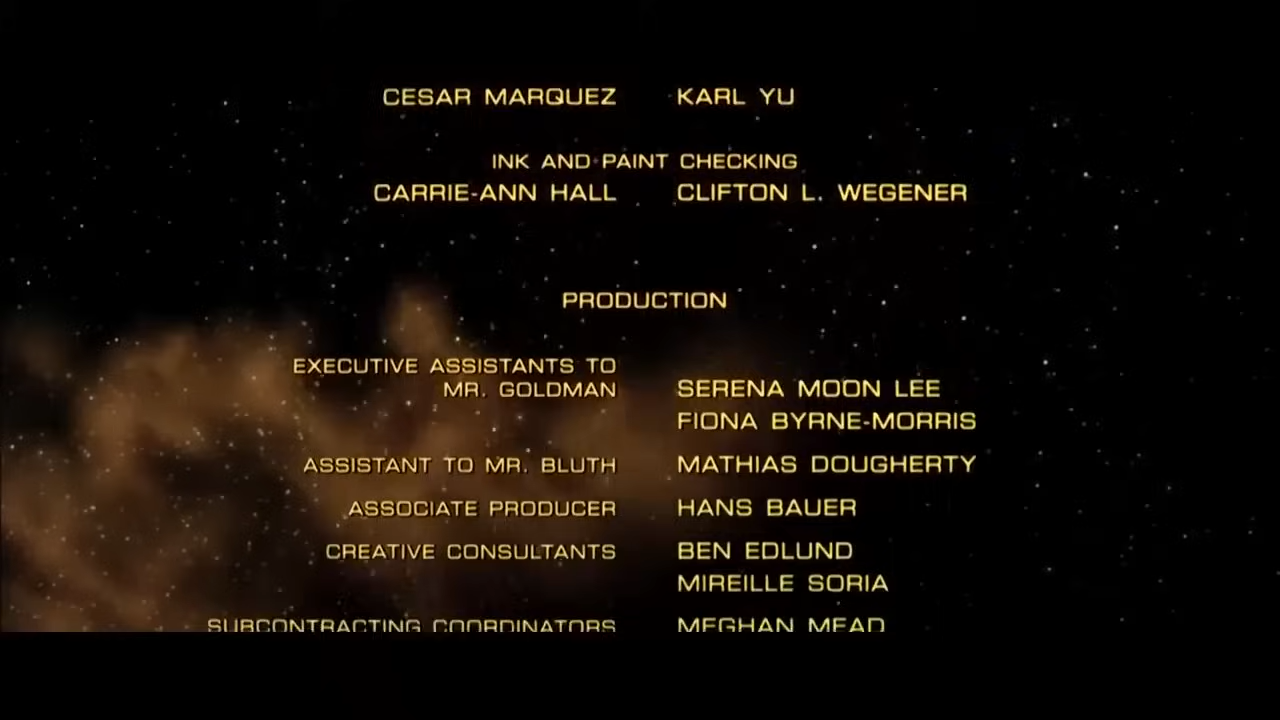 CESAR MARQUEZ KARL YU
INK AND PAINT CHECKING
CARRIE-ANN HALL CLIFTON L. WEGENER
PRODUCTION
EXECUTIVE ASSISTANTS TO
MR. GOLDMAN SERENA MOON LEE
FIONA BYRNE-MORRIS
ASSISTANT TO MR. BLUTH MATHIAS DOUGHERTY
ASSOCIATE PRODUCER HANS BAUER
CREATIVE CONSULTANTS BEN EDLUND
MIREILLE SORIA
SUBCONTRACTING COORDINATORS MEGHAN MEAD